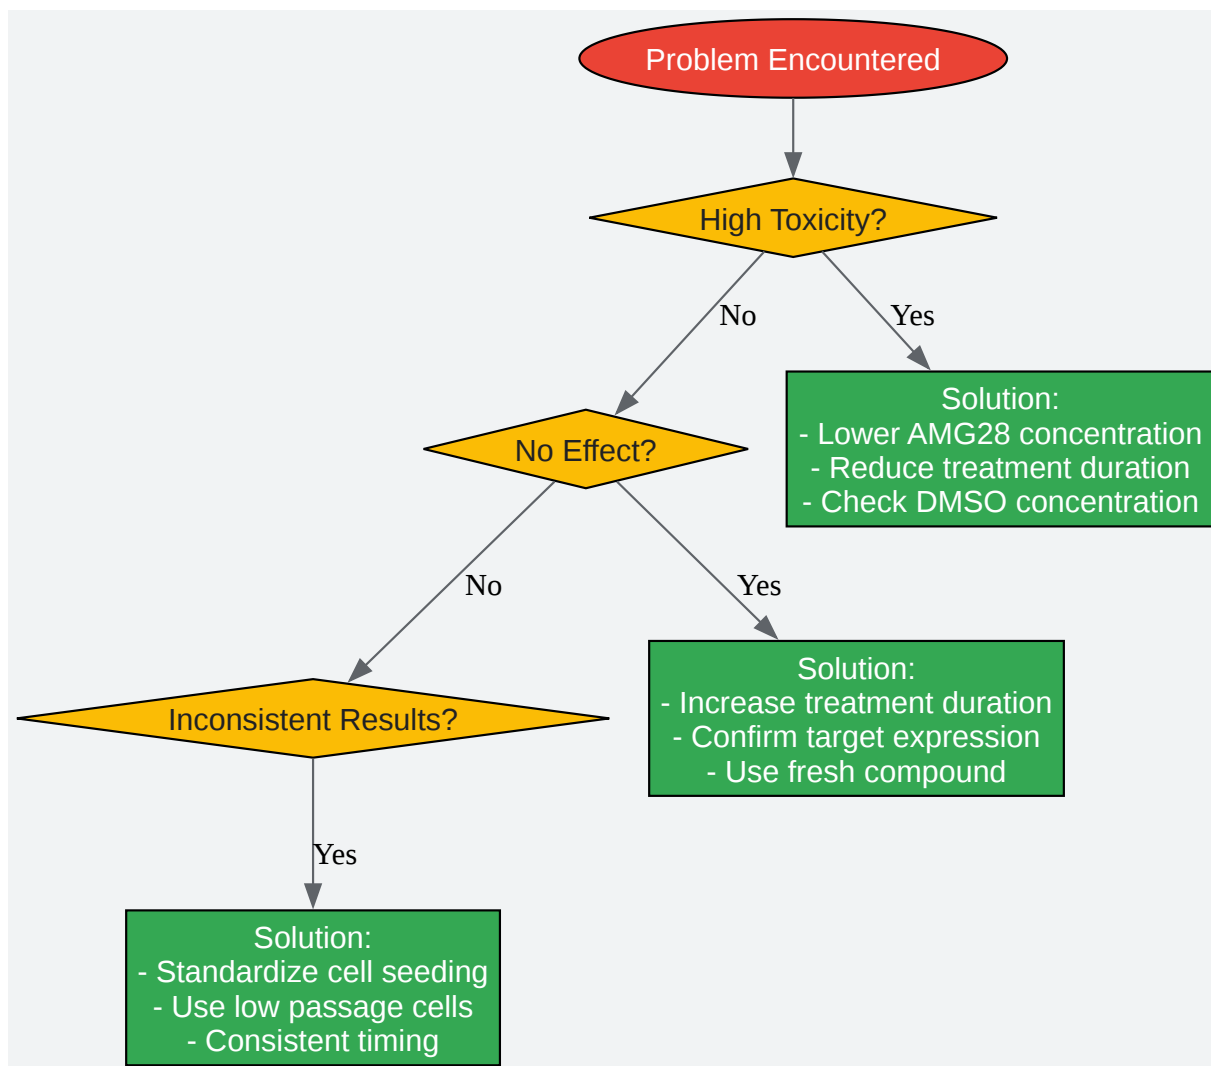 Problem Encountered
High Toxicity?
No
Yes
Solution:
- Lower AMG28 concentration
- Reduce treatment duration
- Check DMSO concentration
No Effect?
No
Yes
Solution:
- Increase treatment duration
- Confirm target expression
- Use fresh compound
Inconsistent Results?
Yes
Solution:
- Standardize cell seeding
- Use low passage cells
- Consistent timing